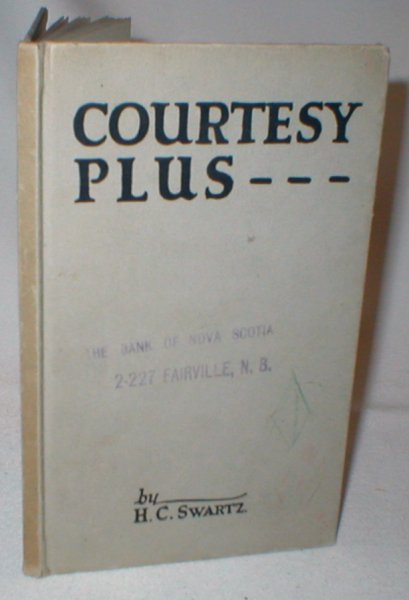 COURTESY
PLUS---
THE BANK OF NOVA SCOTIA
2-227 FAIRVILLE, N. B.
by
H. C. SWARTZ.